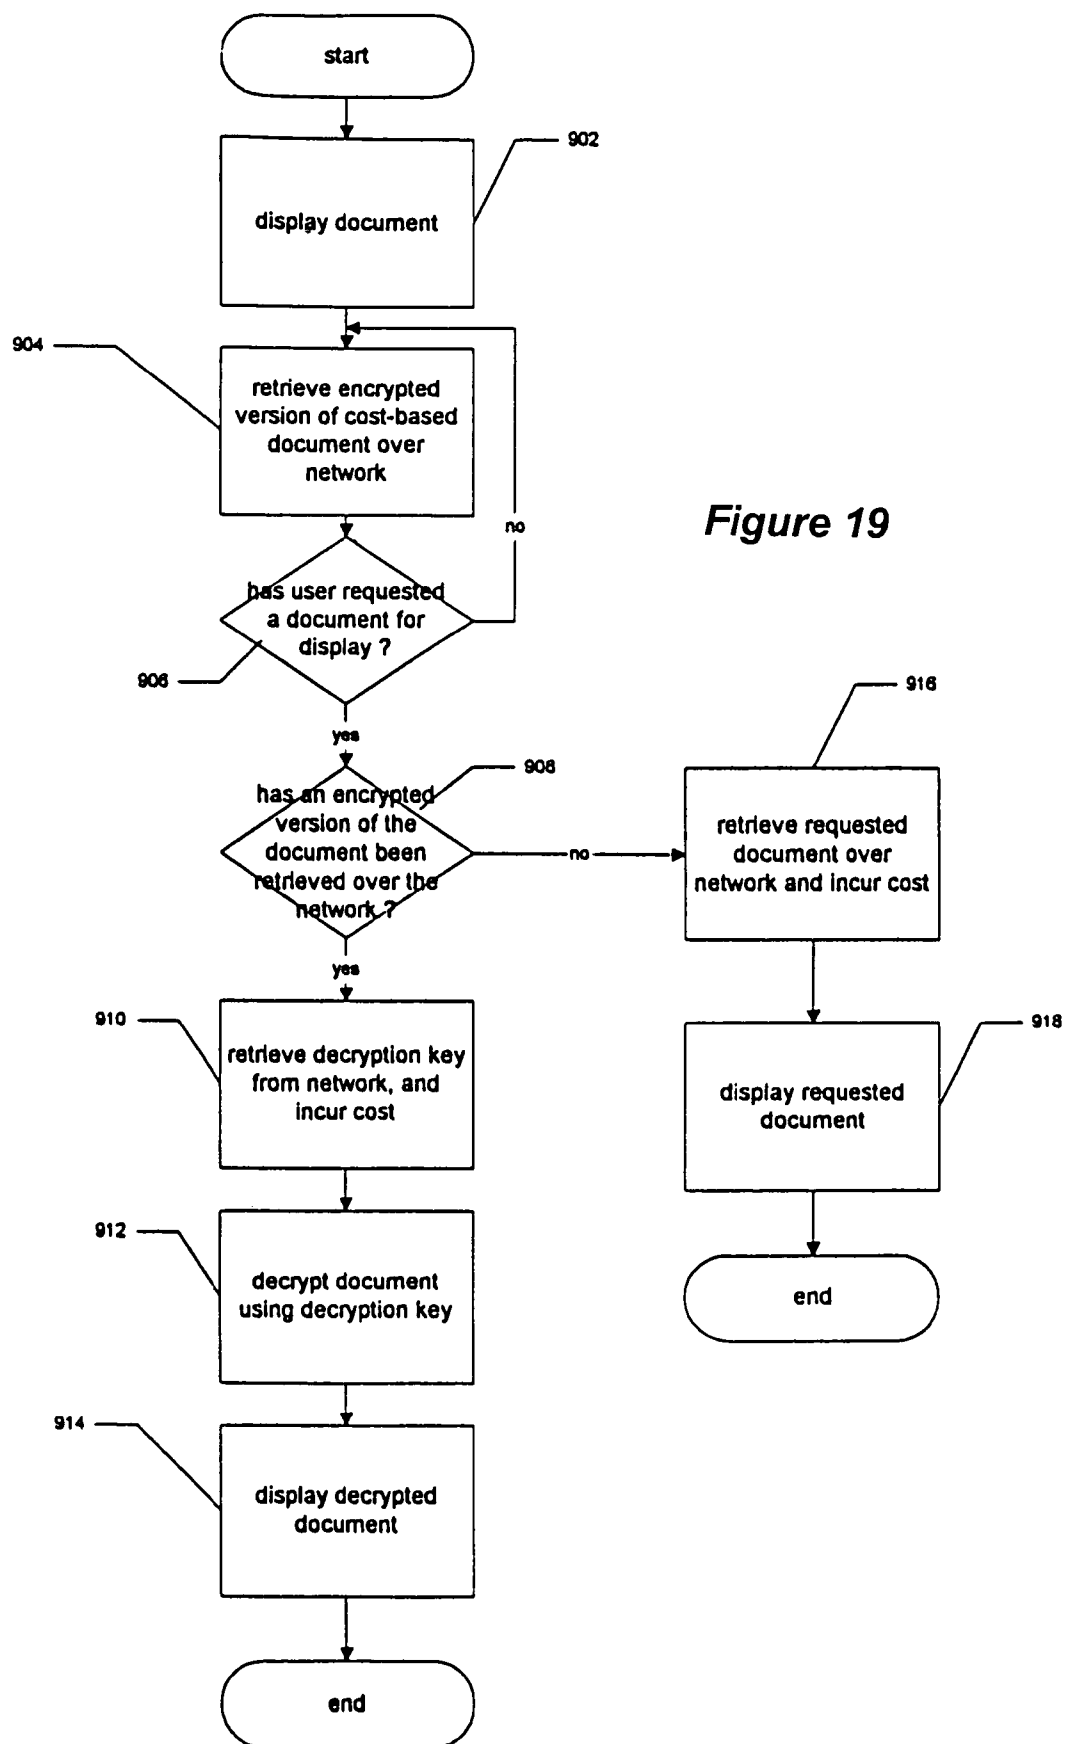 start
902
display document
904
retrieve encrypted
version of cost-based
document over
network
no
Figure 19
has user requested
a document for
display ?
906
yes
916
908
has an encrypted
version of the
document been
retrieved over the
network ?
no
retrieve requested
document over
network and incur cost
yes
910
retrieve decryption key
from network, and
incur cost
918
display requested
document
912
decrypt document
using decryption key
end
914
display decrypted
document
end